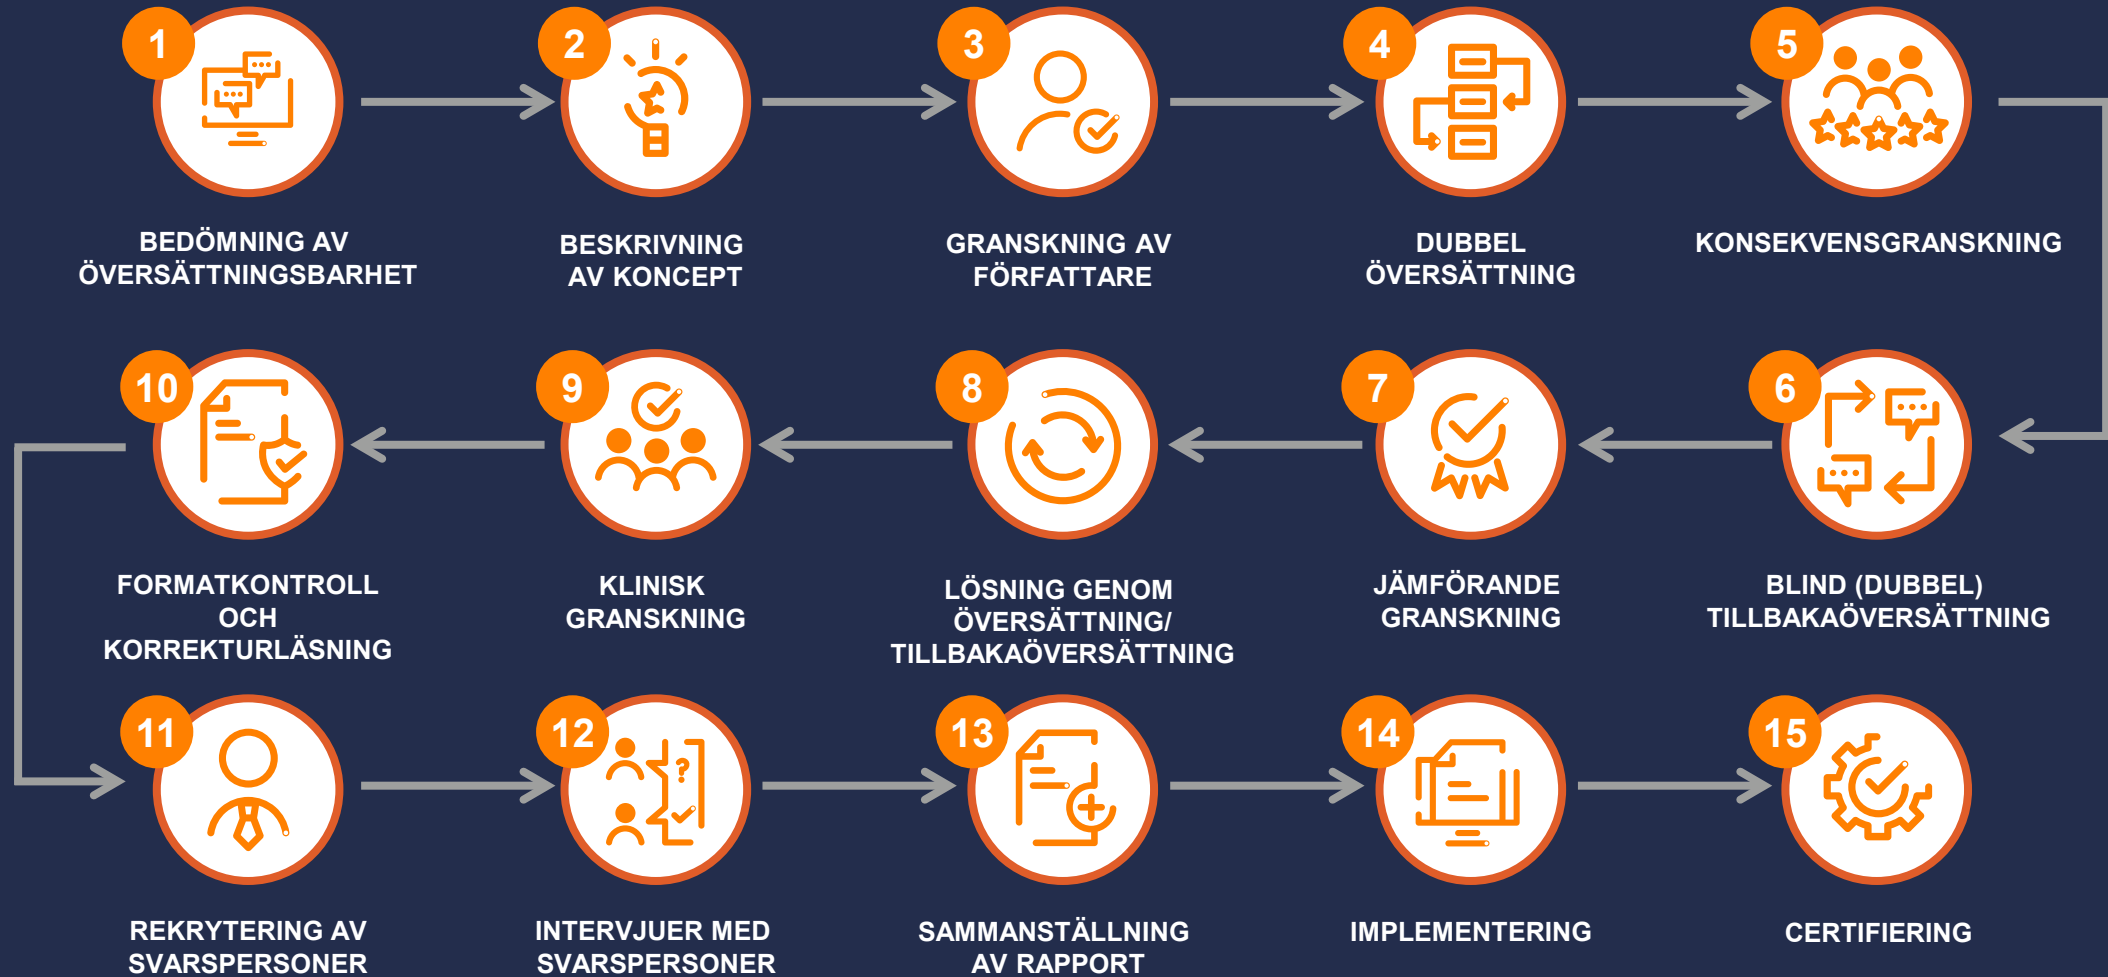 1
BEDÖMNING AV
ÖVERSÄTTNINGSBARHET
2
BESKRIVNING
AV KONCEPT
3
GRANSKNING AV
FÖRFATTARE
4
DUBBEL
ÖVERSÄTTNING
5
KONSEKVENSGRANSKNING
6
BLIND (DUBBEL)
TILLBAKAÖVERSÄTTNING
7
JÄMFÖRANDE
GRANSKNING
8
LÖSNING GENOM
ÖVERSÄTTNING/
TILLBAKAÖVERSÄTTNING
9
KLINISK
GRANSKNING
10
FORMATKONTROLL
OCH
KORREKTURLÄSNING
11
REKRYTERING AV
SVARSPERSONER
12
?
INTERVJUER MED
SVARSPERSONER
13
SAMMANSTÄLLNING
AV RAPPORT
14
IMPLEMENTERING
15
CERTIFIERING